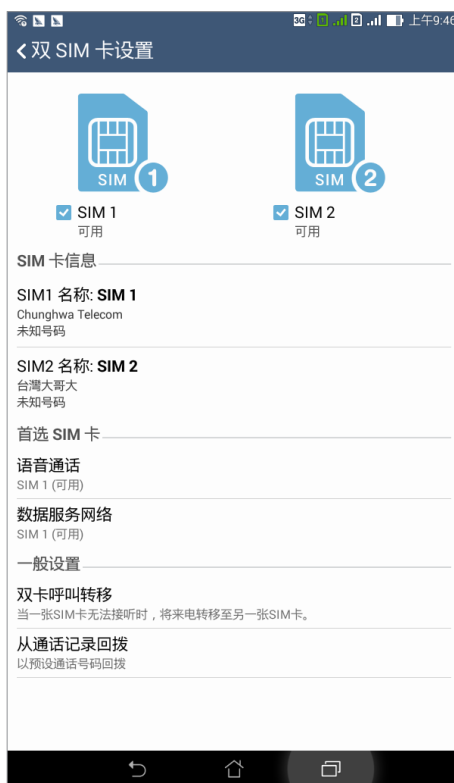 3G 1 2 上午9:46
双 SIM 卡设置
SIM 1 SIM 2
SIM 1 SIM 2
可用 可用
SIM 卡信息
SIM1 名称: SIM 1
Chunghwa Telecom
未知号码
SIM2 名称: SIM 2
台灣大哥大
未知号码
首选 SIM 卡
语音通话
SIM 1 (可用)
数据服务网络
SIM 1 (可用)
一般设置
双卡呼叫转移
当一张SIM卡无法接听时，将来电转移至另一张SIM卡。
从通话记录回拨
以预设通话号码回拨